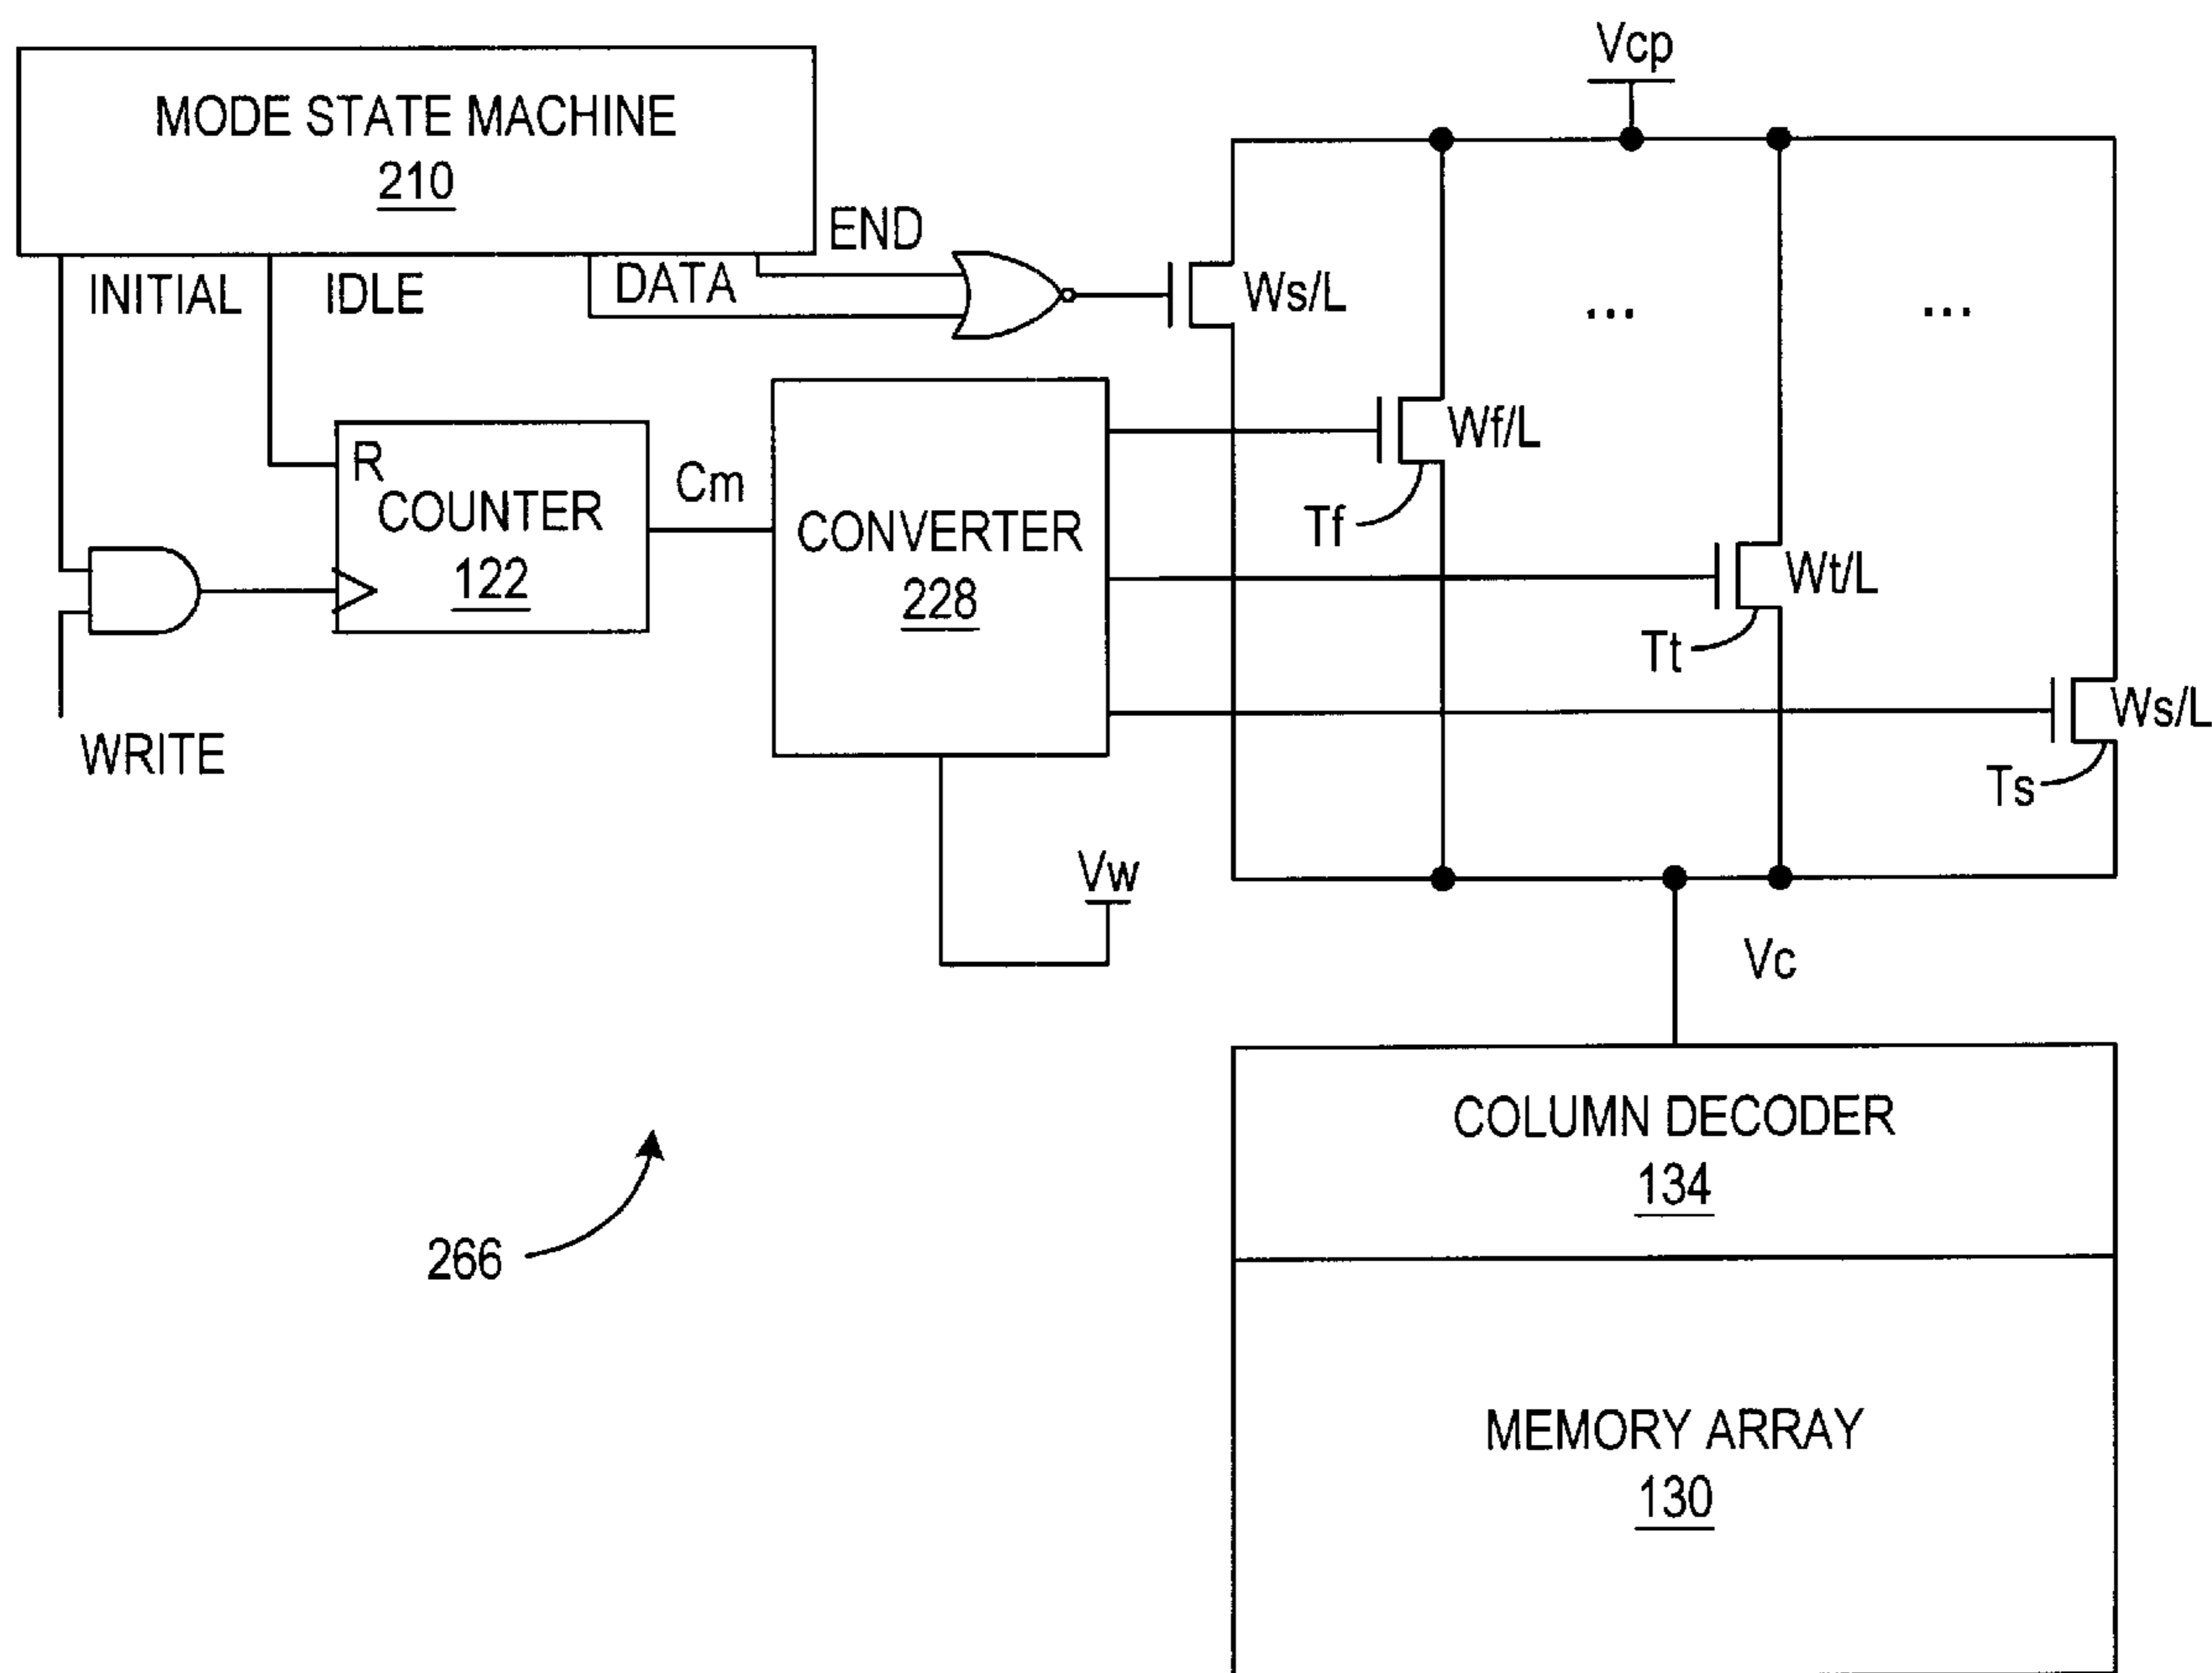 Vcp
MODE STATE MACHINE
210
END
INITIAL
IDLE
DATA
Ws/L
...
...
Wf/L
Tf
R
COUNTER
122
Cm
CONVERTER
228
Wt/L
Tt
Ws/L
Ts
WRITE
Vw
Vc
COLUMN DECODER
134
266
MEMORY ARRAY
130